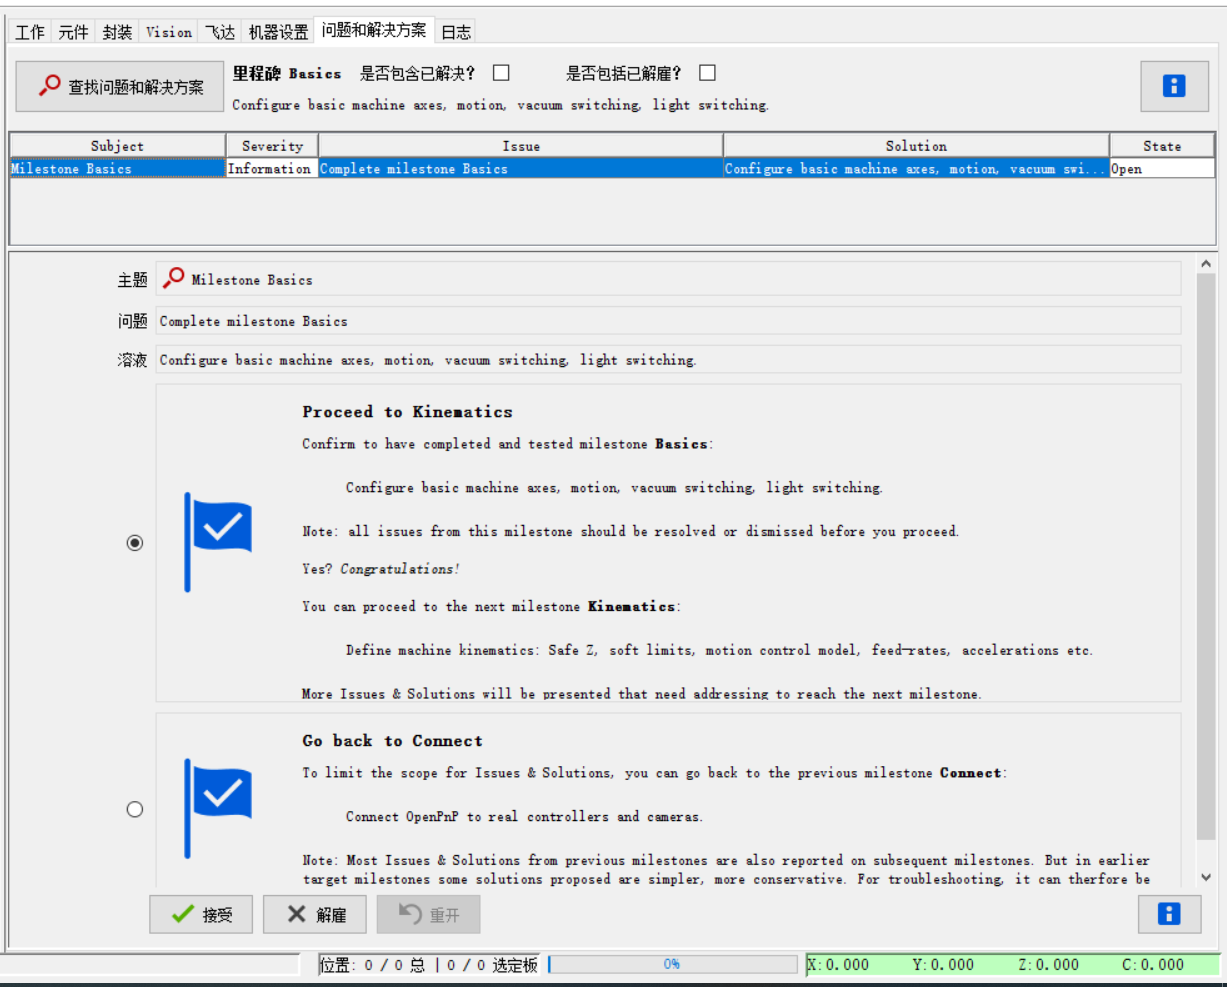 工作 元件 封装 Vision 飞达 机器设置 问题和解决方案 日志
查找问题和解决方案
里程碑 Basics 是否包含已解决? 是否包括已解雇?
Configure basic machine axes, motion, vacuum switching, light switching.
Subject Severity Issue Solution State
Milestone Basics Information Complete milestone Basics Configure basic machine axes, motion, vacuum swi... Open
主题 Milestone Basics
问题 Complete milestone Basics
溶液 Configure basic machine axes, motion, vacuum switching, light switching.
Proceed to Kinematics
Confirm to have completed and tested milestone Basics:
Configure basic machine axes, motion, vacuum switching, light switching.
Note: all issues from this milestone should be resolved or dismissed before you proceed.
Yes? Congratulations!
You can proceed to the next milestone Kinematics:
Define machine kinematics: Safe Z, soft limits, motion control model, feed-rates, accelerations etc.
More Issues & Solutions will be presented that need addressing to reach the next milestone.
Go back to Connect
To limit the scope for Issues & Solutions, you can go back to the previous milestone Connect:
Connect OpenPnP to real controllers and cameras.
Note: Most Issues & Solutions from previous milestones are also reported on subsequent milestones. But in earlier
target milestones some solutions proposed are simpler, more conservative. For troubleshooting, it can therfore be
接受 解雇 重开
位置: 0 / 0 总 | 0 / 0 选定板 0% X:0.000 Y:0.000 Z:0.000 C:0.000